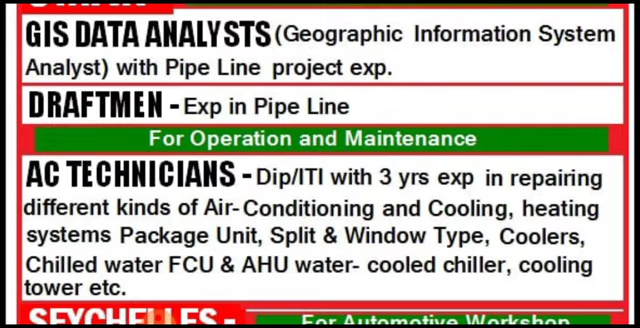 GIS DATA ANALYSTS (Geographic Information System
Analyst) with Pipe Line project exp.
DRAFTMEN - Exp in Pipe Line
For Operation and Maintenance
AC TECHNICIANS - Dip/ITI with 3 yrs exp in repairing
different kinds of Air-Conditioning and Cooling, heating
systems Package Unit, Split & Window Type, Coolers,
Chilled water FCU & AHU water- cooled chiller, cooling
tower etc.
SEYCHELLES - For Automotive Workshop